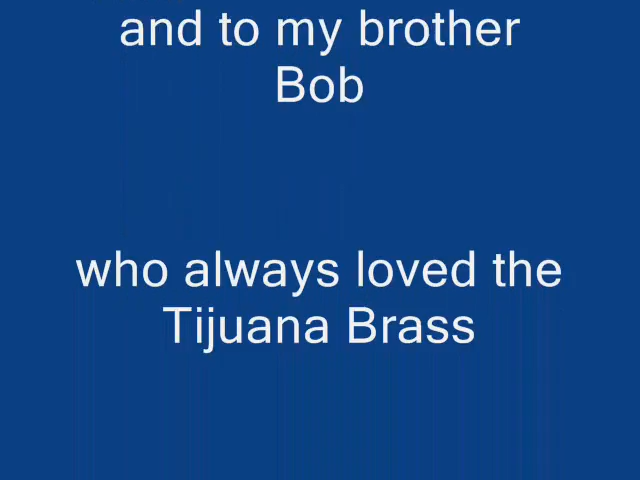 and to my brother
Bob
who always loved the
Tijuana Brass